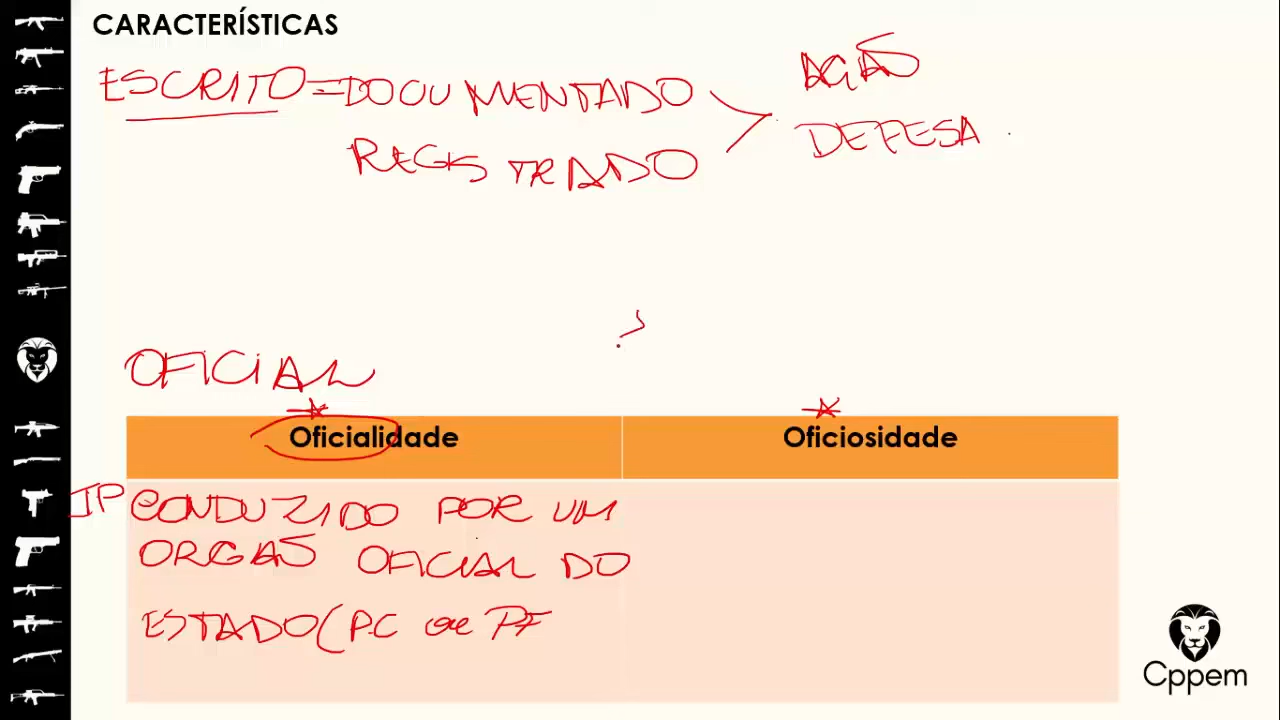 CARACTERÍSTICAS
ESCRITO = DOCUMENTADO
REGISTRADO
AÇÃO
DEFESA
OFICIAL
Oficialidade
Oficiosidade
IP CONDUZIDO POR UM
ORGÃO OFICIAL DO
ESTADO (PC ou PF
Cppem